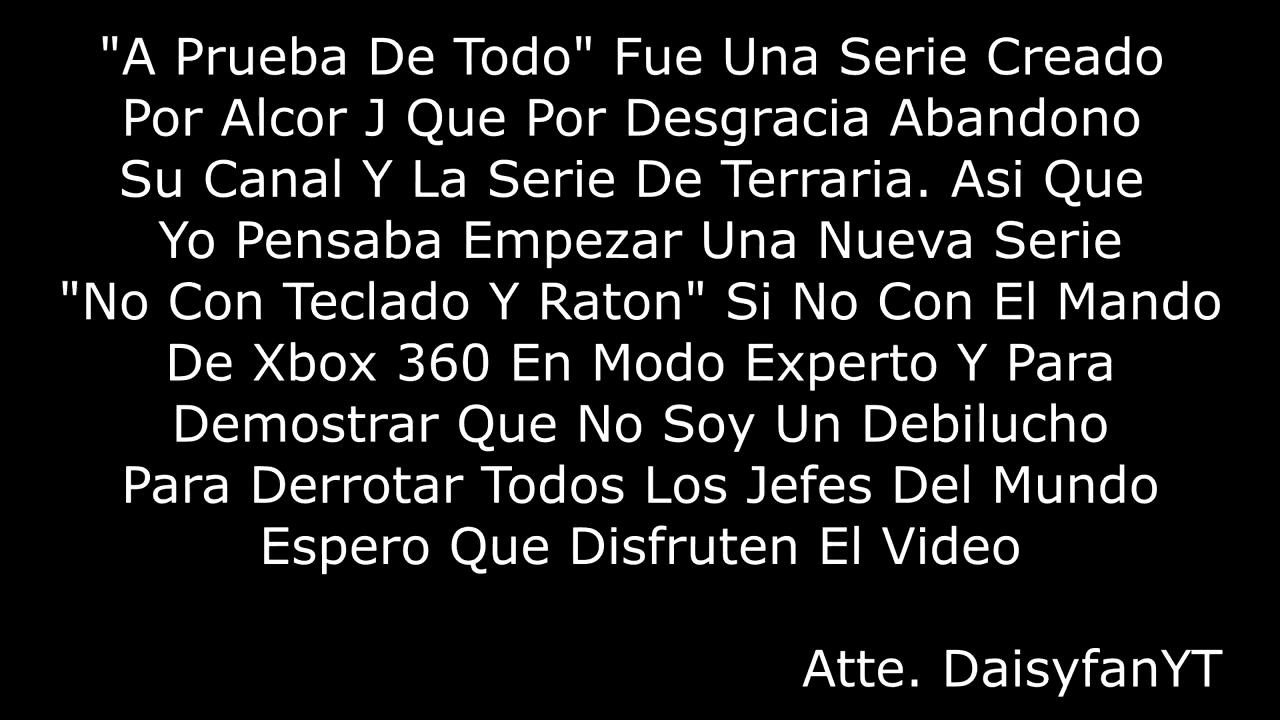 "A Prueba De Todo" Fue Una Serie Creado
Por Alcor J Que Por Desgracia Abandono
Su Canal Y La Serie De Terraria. Asi Que
Yo Pensaba Empezar Una Nueva Serie
"No Con Teclado Y Raton" Si No Con El Mando
De Xbox 360 En Modo Experto Y Para
Demostrar Que No Soy Un Debilucho
Para Derrotar Todos Los Jefes Del Mundo
Espero Que Disfruten El Video
Atte. DaisyfanYT